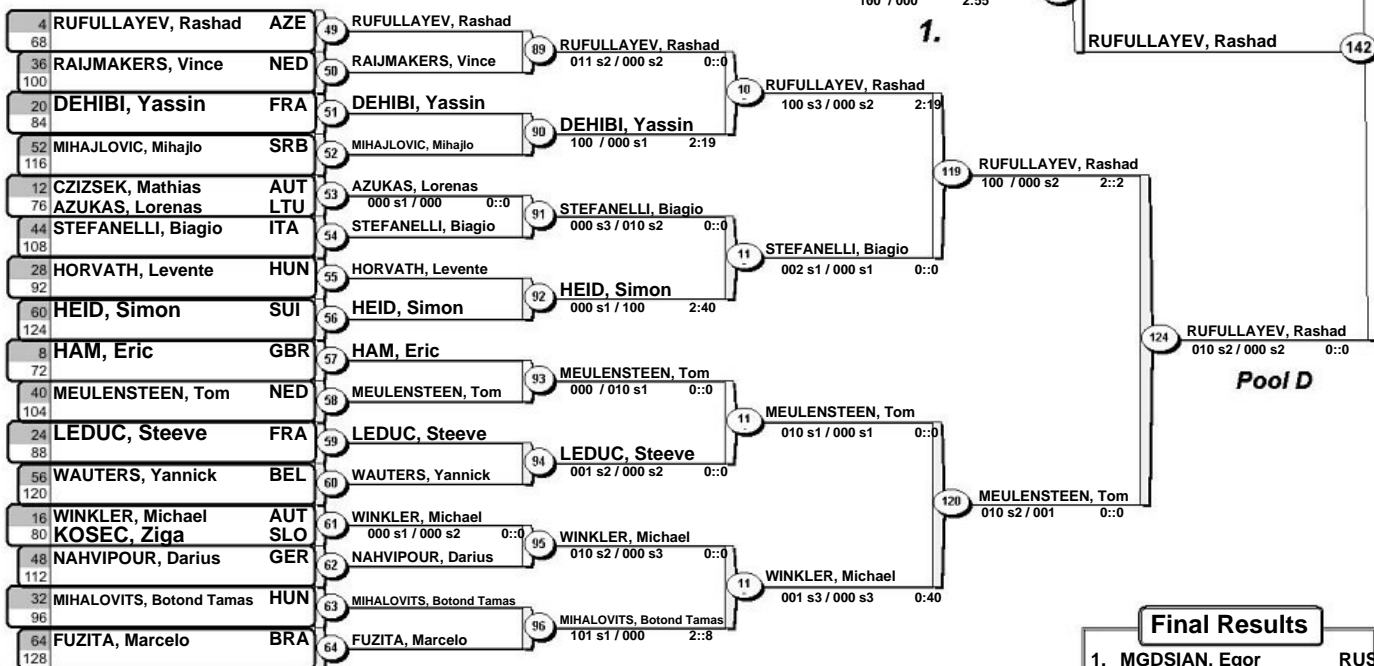 100 / 000 2:55
1.
RUFULLAYEV, Rashad
142
4 RUFULLAYEV, Rashad AZE
68
49
RUFULLAYEV, Rashad
36 RAIJMAKERS, Vince NED
100
50
RAIJMAKERS, Vince
89
RUFULLAYEV, Rashad
011 s2 / 000 s2 0::0
20 DEHIBI, Yassin FRA
84
51
DEHIBI, Yassin
52 MIHAJLOVIC, Mihajlo SRB
116
52
MIHAJLOVIC, Mihajlo
90
DEHIBI, Yassin
100 / 000 s1 2:19
10
RUFULLAYEV, Rashad
100 s3 / 000 s2 2:19
12 CZIZSEK, Mathias AUT
76 AZUKAS, Lorenas LTU
53
AZUKAS, Lorenas
000 s1 / 000 0::0
44 STEFANELLI, Biagio ITA
108
54
STEFANELLI, Biagio
91
STEFANELLI, Biagio
000 s3 / 010 s2 0::0
28 HORVATH, Levente HUN
92
55
HORVATH, Levente
60 HEID, Simon SUI
124
56
HEID, Simon
92
HEID, Simon
000 s1 / 100 2:40
11
STEFANELLI, Biagio
002 s1 / 000 s1 0::0
119
RUFULLAYEV, Rashad
100 / 000 s2 2::2
8 HAM, Eric GBR
72
57
HAM, Eric
40 MEULENSTEEN, Tom NED
104
58
MEULENSTEEN, Tom
93
MEULENSTEEN, Tom
000 / 010 s1 0::0
24 LEDUC, Steeve FRA
88
59
LEDUC, Steeve
56 WAUTERS, Yannick BEL
120
60
WAUTERS, Yannick
94
LEDUC, Steeve
001 s2 / 000 s2 0::0
11
MEULENSTEEN, Tom
010 s1 / 000 s1 0::0
16 WINKLER, Michael AUT
80 KOSEC, Ziga SLO
61
WINKLER, Michael
000 s1 / 000 s2 0::0
48 NAHVIPOUR, Darius GER
112
62
NAHVIPOUR, Darius
95
WINKLER, Michael
010 s2 / 000 s3 0::0
32 MIHALOVITS, Botond Tamas HUN
96
63
MIHALOVITS, Botond Tamas
64 FUZITA, Marcelo BRA
128
64
FUZITA, Marcelo
96
MIHALOVITS, Botond Tamas
101 s1 / 000 2::8
11
WINKLER, Michael
001 s3 / 000 s3 0:40
120
MEULENSTEEN, Tom
010 s2 / 001 0::0
124
RUFULLAYEV, Rashad
010 s2 / 000 s2 0::0
Pool D
Final Results
1. MGDSIAN, Egor RUS